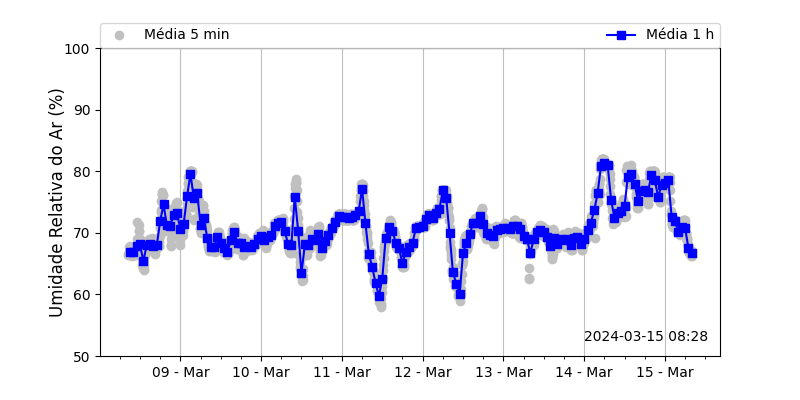 Média 5 min
Média 1 h
Umidade Relativa do Ar (%)
100
90
80
70
60
50
2024-03-15 08:28
09 - Mar
10 - Mar
11 - Mar
12 - Mar
13 - Mar
14 - Mar
15 - Mar